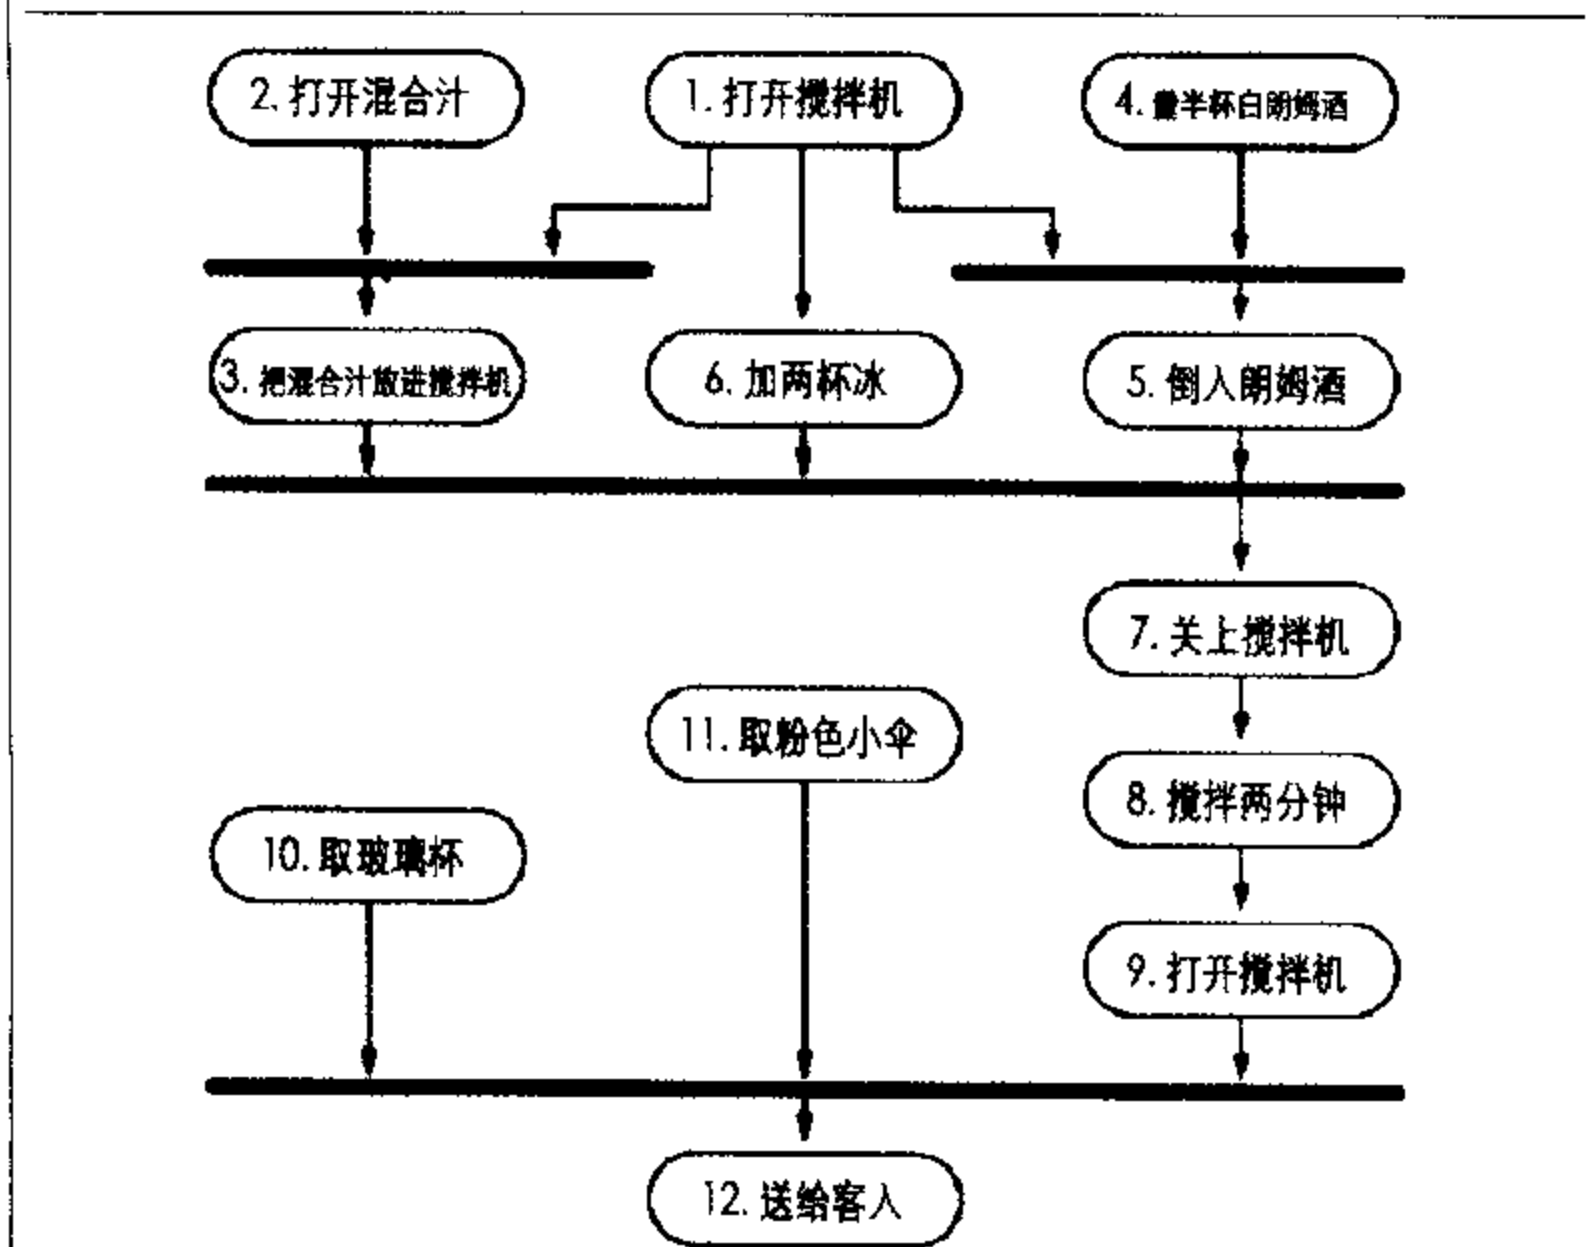 2. 打开混合汁
1. 打开搅拌机
4. 量半杯白朗姆酒
3. 把混合汁放进搅拌机
6. 加两杯冰
5. 倒入朗姆酒
7. 关上搅拌机
11. 取粉色小伞
8. 搅拌两分钟
10. 取玻璃杯
9. 打开搅拌机
12. 送给客人